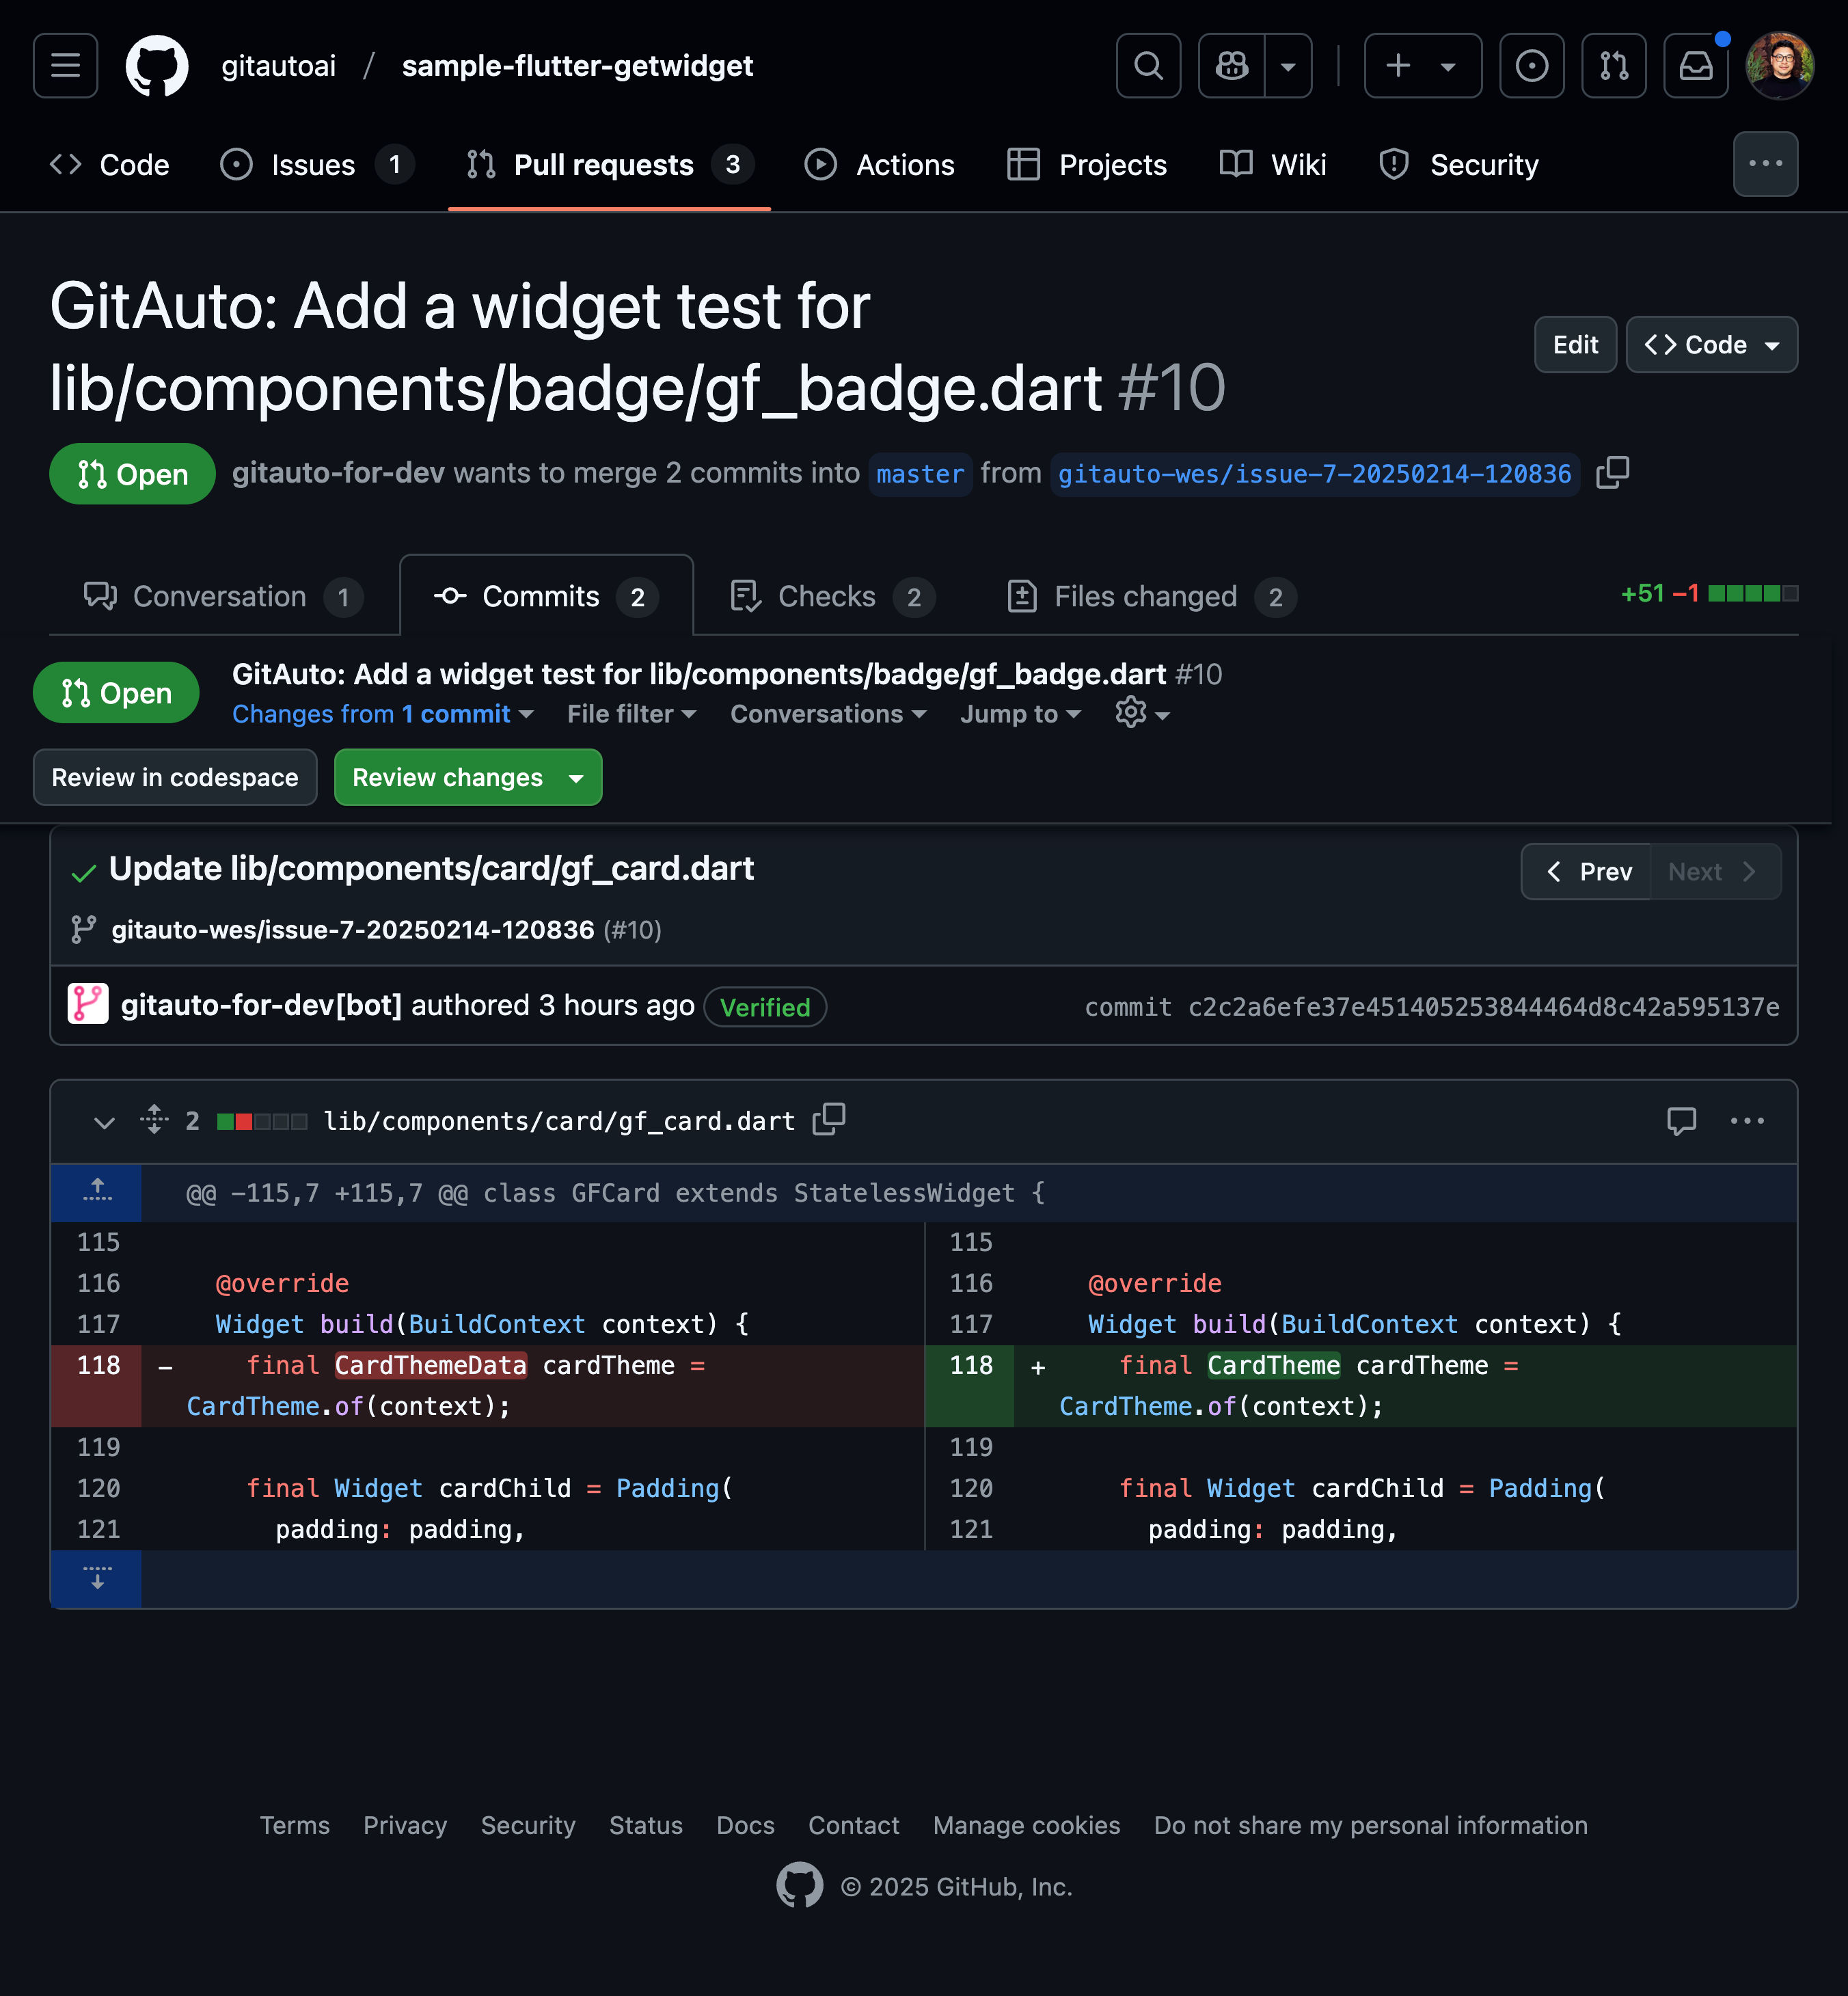 gitautoai / sample-flutter-getwidget
Code Issues 1 Pull requests 3 Actions Projects Wiki Security
GitAuto: Add a widget test for
lib/components/badge/gf_badge.dart #10
Edit Code
Open gitauto-for-dev wants to merge 2 commits into master from gitauto-wes/issue-7-20250214-120836
Conversation 1 Commits 2 Checks 2 Files changed 2 +51 −1
Open GitAuto: Add a widget test for lib/components/badge/gf_badge.dart #10
Changes from 1 commit File filter Conversations Jump to
Review in codespace Review changes
Update lib/components/card/gf_card.dart Prev Next
gitauto-wes/issue-7-20250214-120836 (#10)
gitauto-for-dev[bot] authored 3 hours ago Verified commit c2c2a6efe37e451405253844464d8c42a595137e
2 lib/components/card/gf_card.dart
@@ −115,7 +115,7 @@ class GFCard extends StatelessWidget {
115 115
116 @override 116 @override
117 Widget build(BuildContext context) { 117 Widget build(BuildContext context) {
118 − final CardThemeData cardTheme = 118 + final CardTheme cardTheme =
CardTheme.of(context); CardTheme.of(context);
119 119
120 final Widget cardChild = Padding( 120 final Widget cardChild = Padding(
121 padding: padding, 121 padding: padding,
Terms Privacy Security Status Docs Contact Manage cookies Do not share my personal information
© 2025 GitHub, Inc.